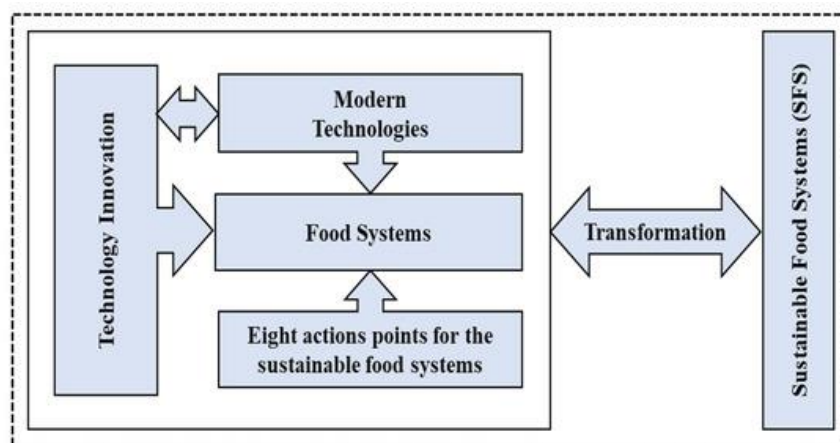 Technology Innovation
Modern
Technologies
Food Systems
Eight actions points for the
sustainable food systems
Transformation
Sustainable Food Systems (SFS)